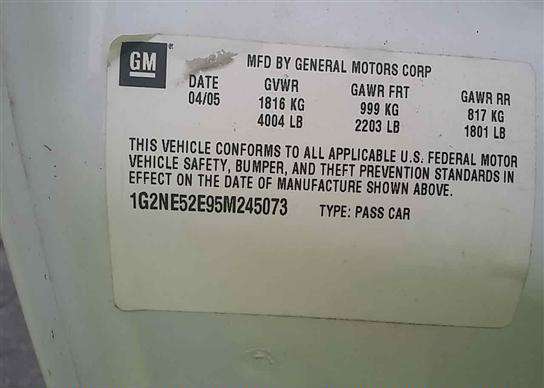 GM
MFD BY GENERAL MOTORS CORP
DATE GVWR GAWR FRT GAWR RR
04/05 1816 KG 999 KG 817 KG
4004 LB 2203 LB 1801 LB
THIS VEHICLE CONFORMS TO ALL APPLICABLE U.S. FEDERAL MOTOR
VEHICLE SAFETY, BUMPER, AND THEFT PREVENTION STANDARDS IN
EFFECT ON THE DATE OF MANUFACTURE SHOWN ABOVE.
1G2NE52E95M245073 TYPE: PASS CAR